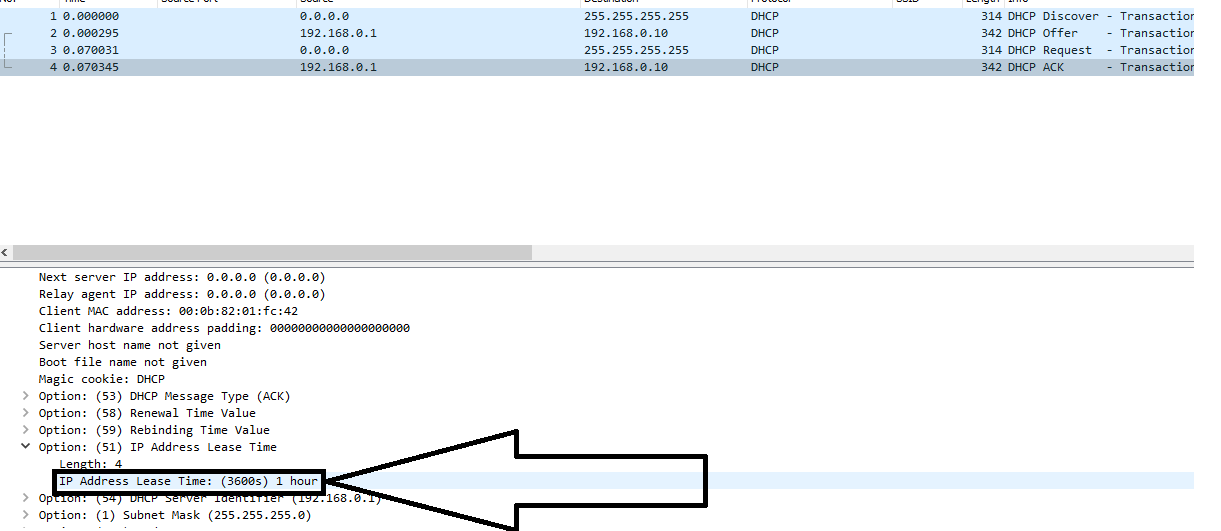 No. Time Source Port Source Destination Protocol SSID Length Info
1 0.000000 0.0.0.0 255.255.255.255 DHCP 314 DHCP Discover - Transaction
2 0.000295 192.168.0.1 192.168.0.10 DHCP 342 DHCP Offer - Transaction
3 0.070031 0.0.0.0 255.255.255.255 DHCP 314 DHCP Request - Transaction
4 0.070345 192.168.0.1 192.168.0.10 DHCP 342 DHCP ACK - Transaction
Next server IP address: 0.0.0.0 (0.0.0.0)
Relay agent IP address: 0.0.0.0 (0.0.0.0)
Client MAC address: 00:0b:82:01:fc:42
Client hardware address padding: 00000000000000000000
Server host name not given
Boot file name not given
Magic cookie: DHCP
Option: (53) DHCP Message Type (ACK)
Option: (58) Renewal Time Value
Option: (59) Rebinding Time Value
Option: (51) IP Address Lease Time
Length: 4
IP Address Lease Time: (3600s) 1 hour
Option: (54) DHCP Server Identifier (192.168.0.1)
Option: (1) Subnet Mask (255.255.255.0)